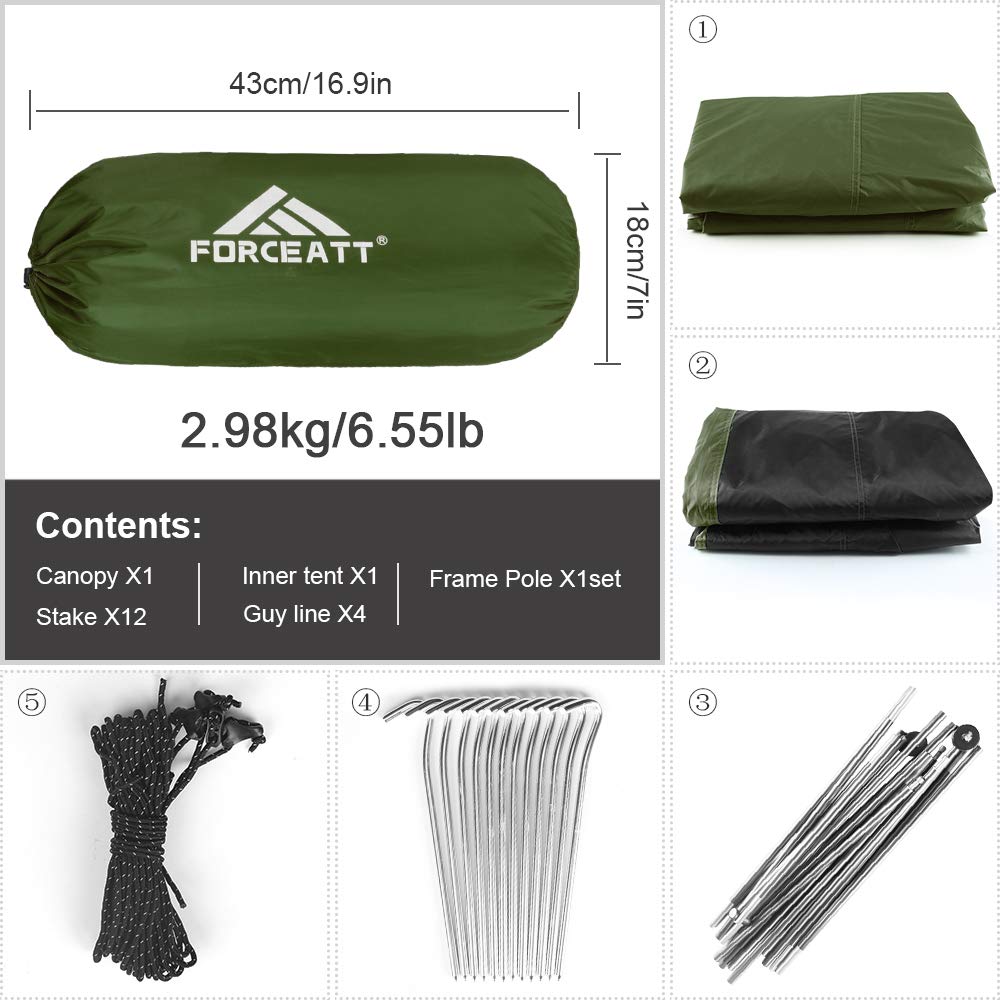 43cm/16.9in
FORCEATT®
18cm/7in
2.98kg/6.55lb
Contents:
Canopy X1
Inner tent X1
Frame Pole X1set
Stake X12
Guy line X4
①
②
⑤
④
③